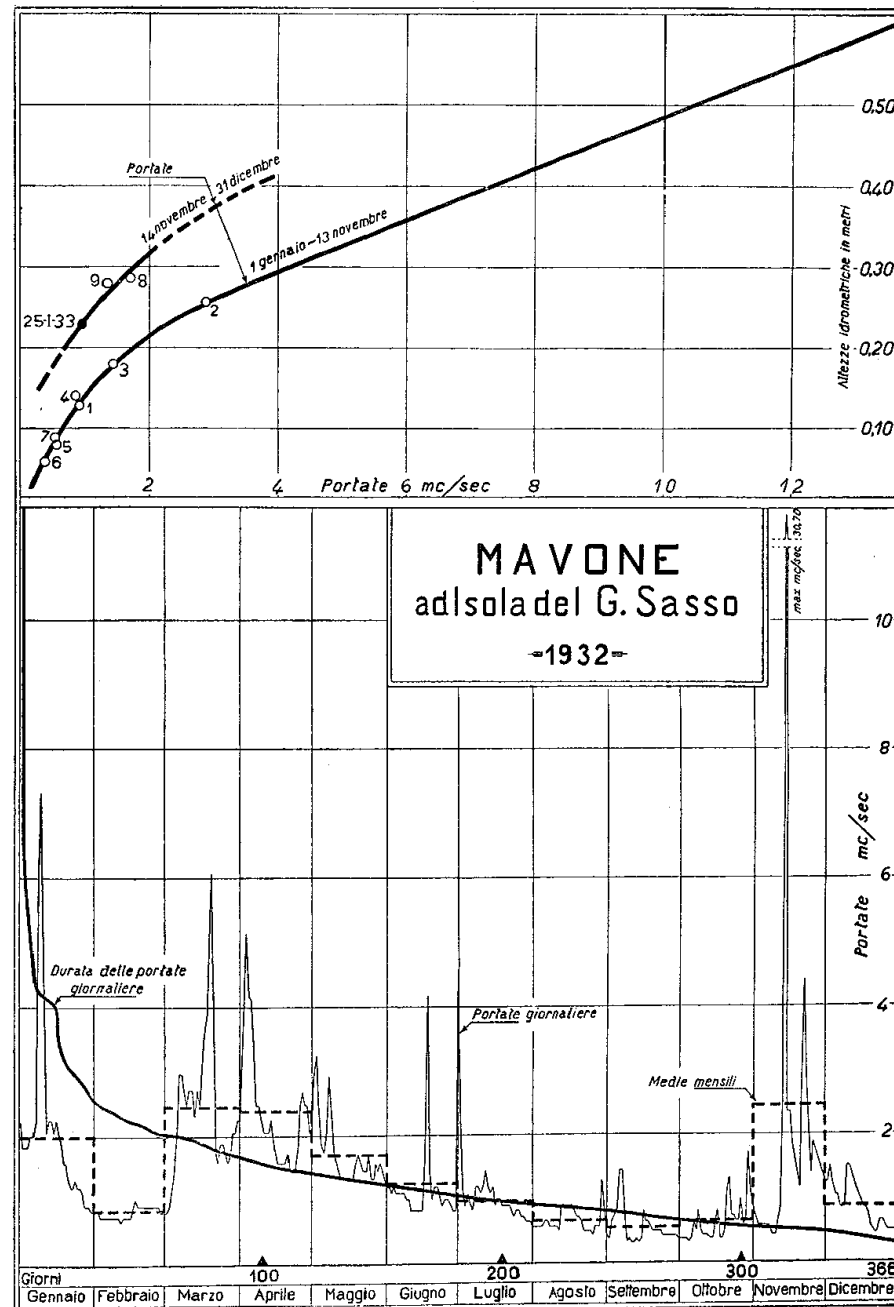 0,50
Portate
14 novembre - 31 dicembre
0,40
1 gennaio - 13 novembre
Altezze idrometriche in metri
0,30
9
8
25-I-33
2
0,20
3
4
1
0,10
7
5
6
2
4
Portate 6 mc/sec
8
10
12
MAVONE
ad Isola del G. Sasso
-1932-
max mc/sec 30,70
10
8
Portate mc/sec
6
Durata delle portate
giornaliere
4
Portate giornaliere
Medie mensili
2
Giorni
100
200
300
366
Gennaio
Febbraio
Marzo
Aprile
Maggio
Giugno
Luglio
Agosto
Settembre
Ottobre
Novembre
Dicembre